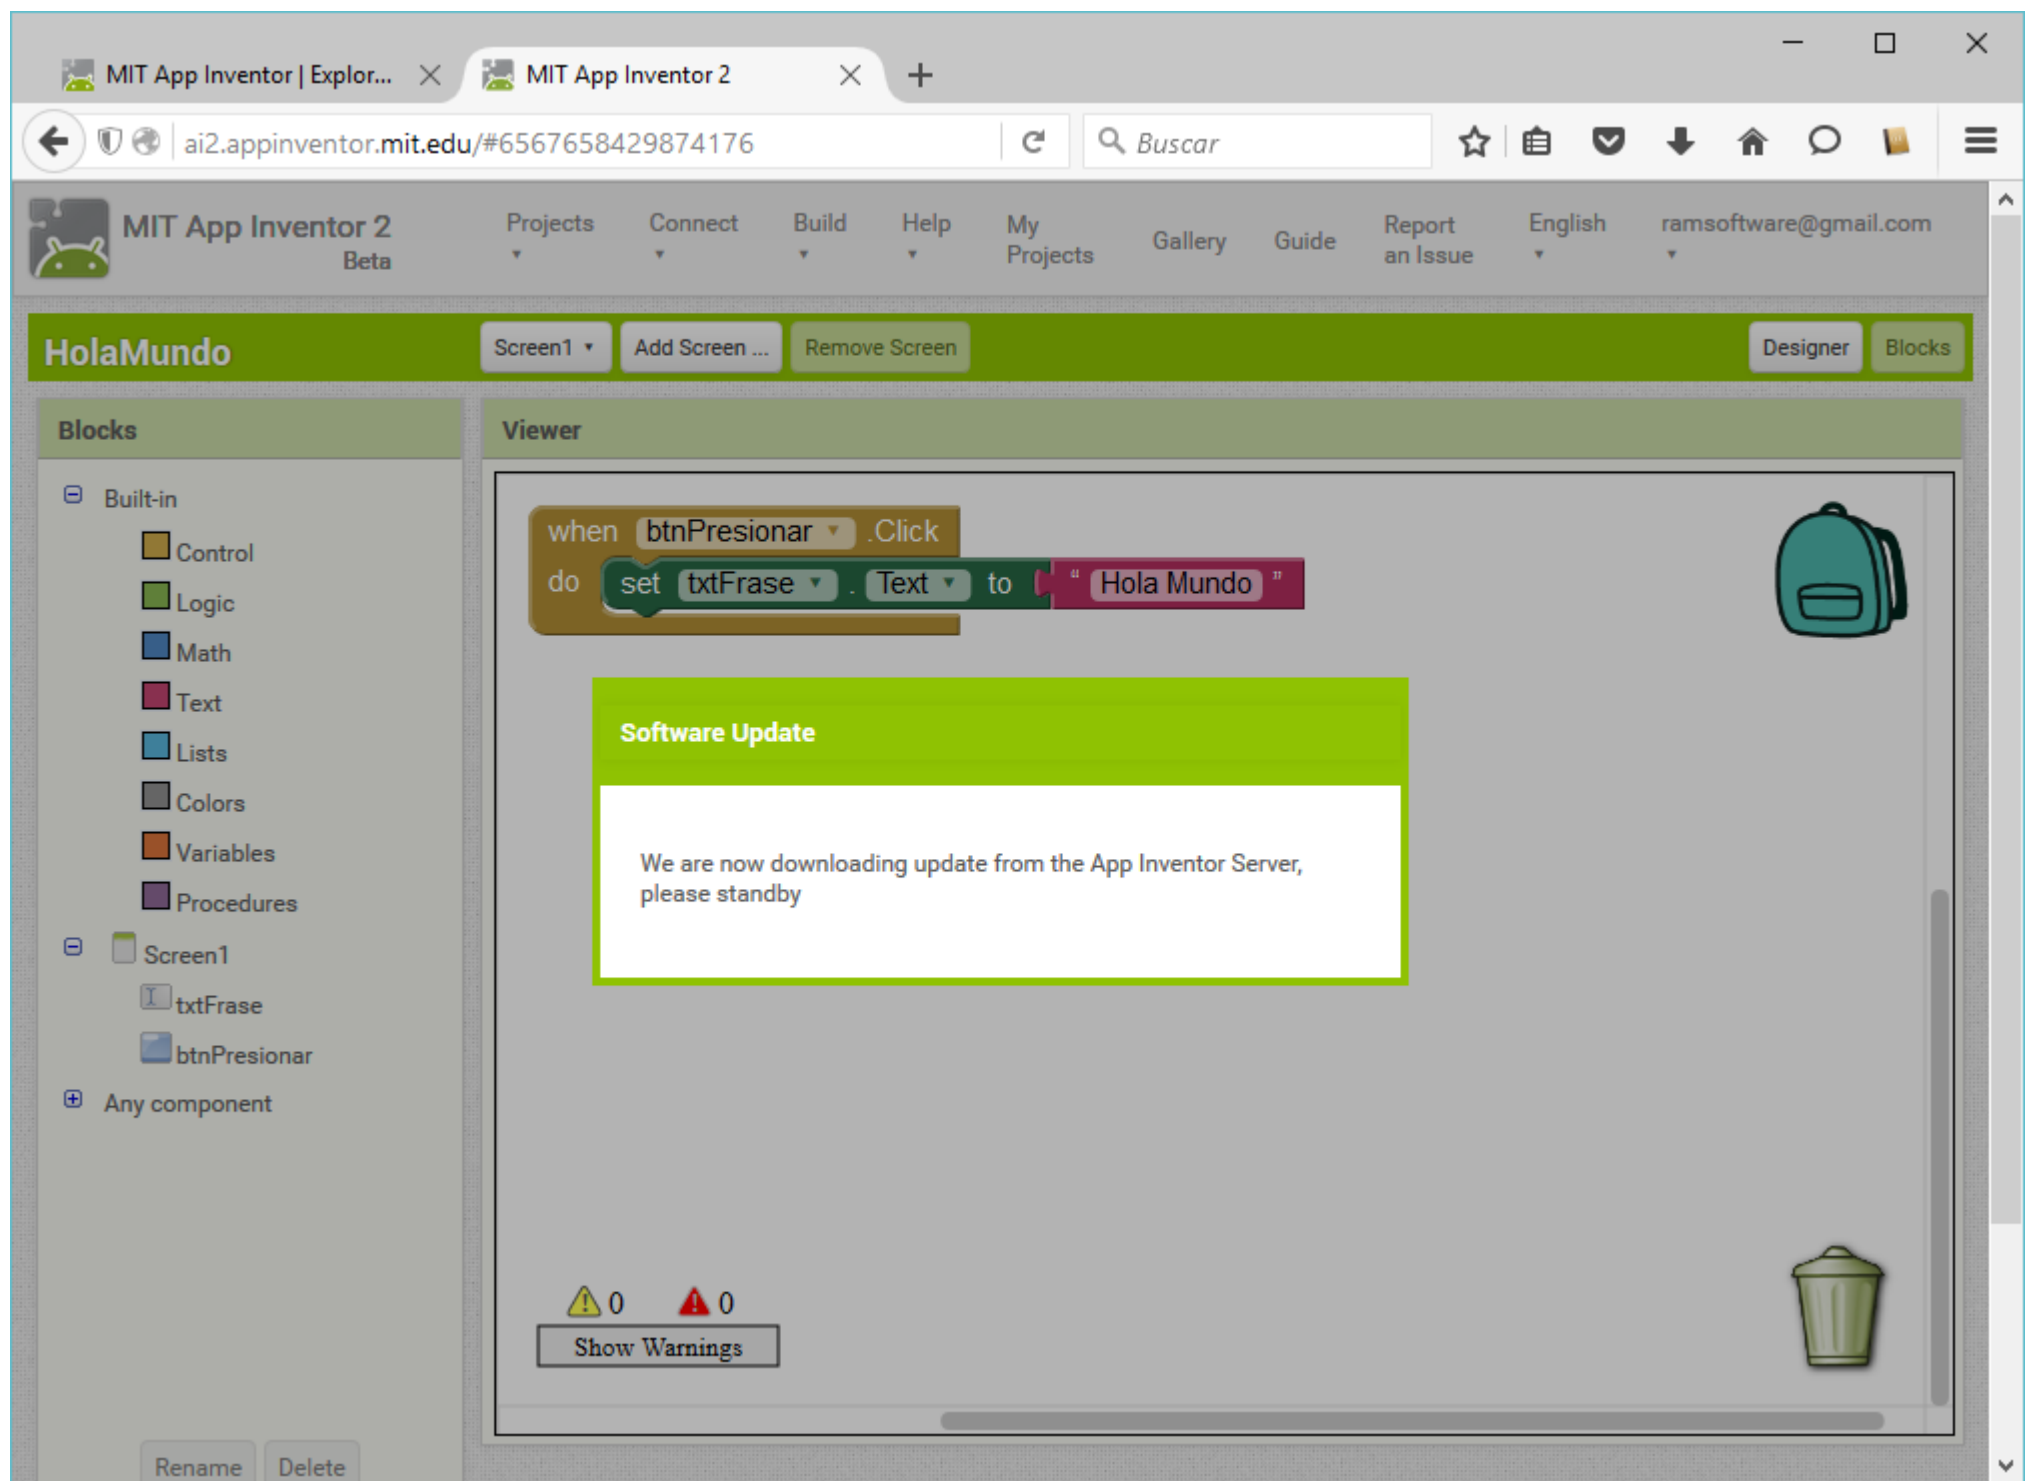 MIT App Inventor | Explor...
MIT App Inventor 2
ai2.appinventor.mit.edu/#6567658429874176
Buscar
MIT App Inventor 2
Beta
Projects
Connect
Build
Help
My Projects
Gallery
Guide
Report an Issue
English
ramsoftware@gmail.com
HolaMundo
Screen1
Add Screen ...
Remove Screen
Designer
Blocks
Blocks
Built-in
Control
Logic
Math
Text
Lists
Colors
Variables
Procedures
Screen1
txtFrase
btnPresionar
Any component
Rename
Delete
Viewer
when btnPresionar .Click
do set txtFrase . Text to " Hola Mundo "
Software Update
We are now downloading update from the App Inventor Server,
please standby
0 0
Show Warnings